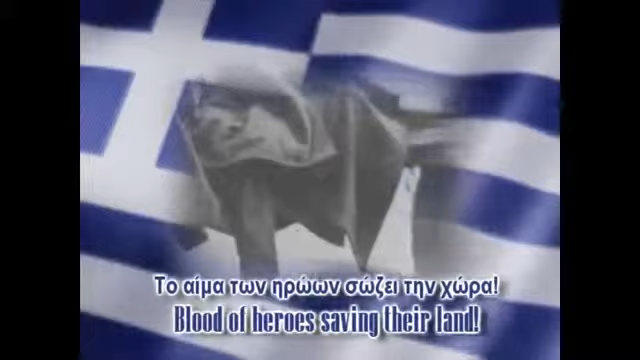 Το αίμα των ηρώων σώζει την χώρα!
Blood of heroes saving their land!